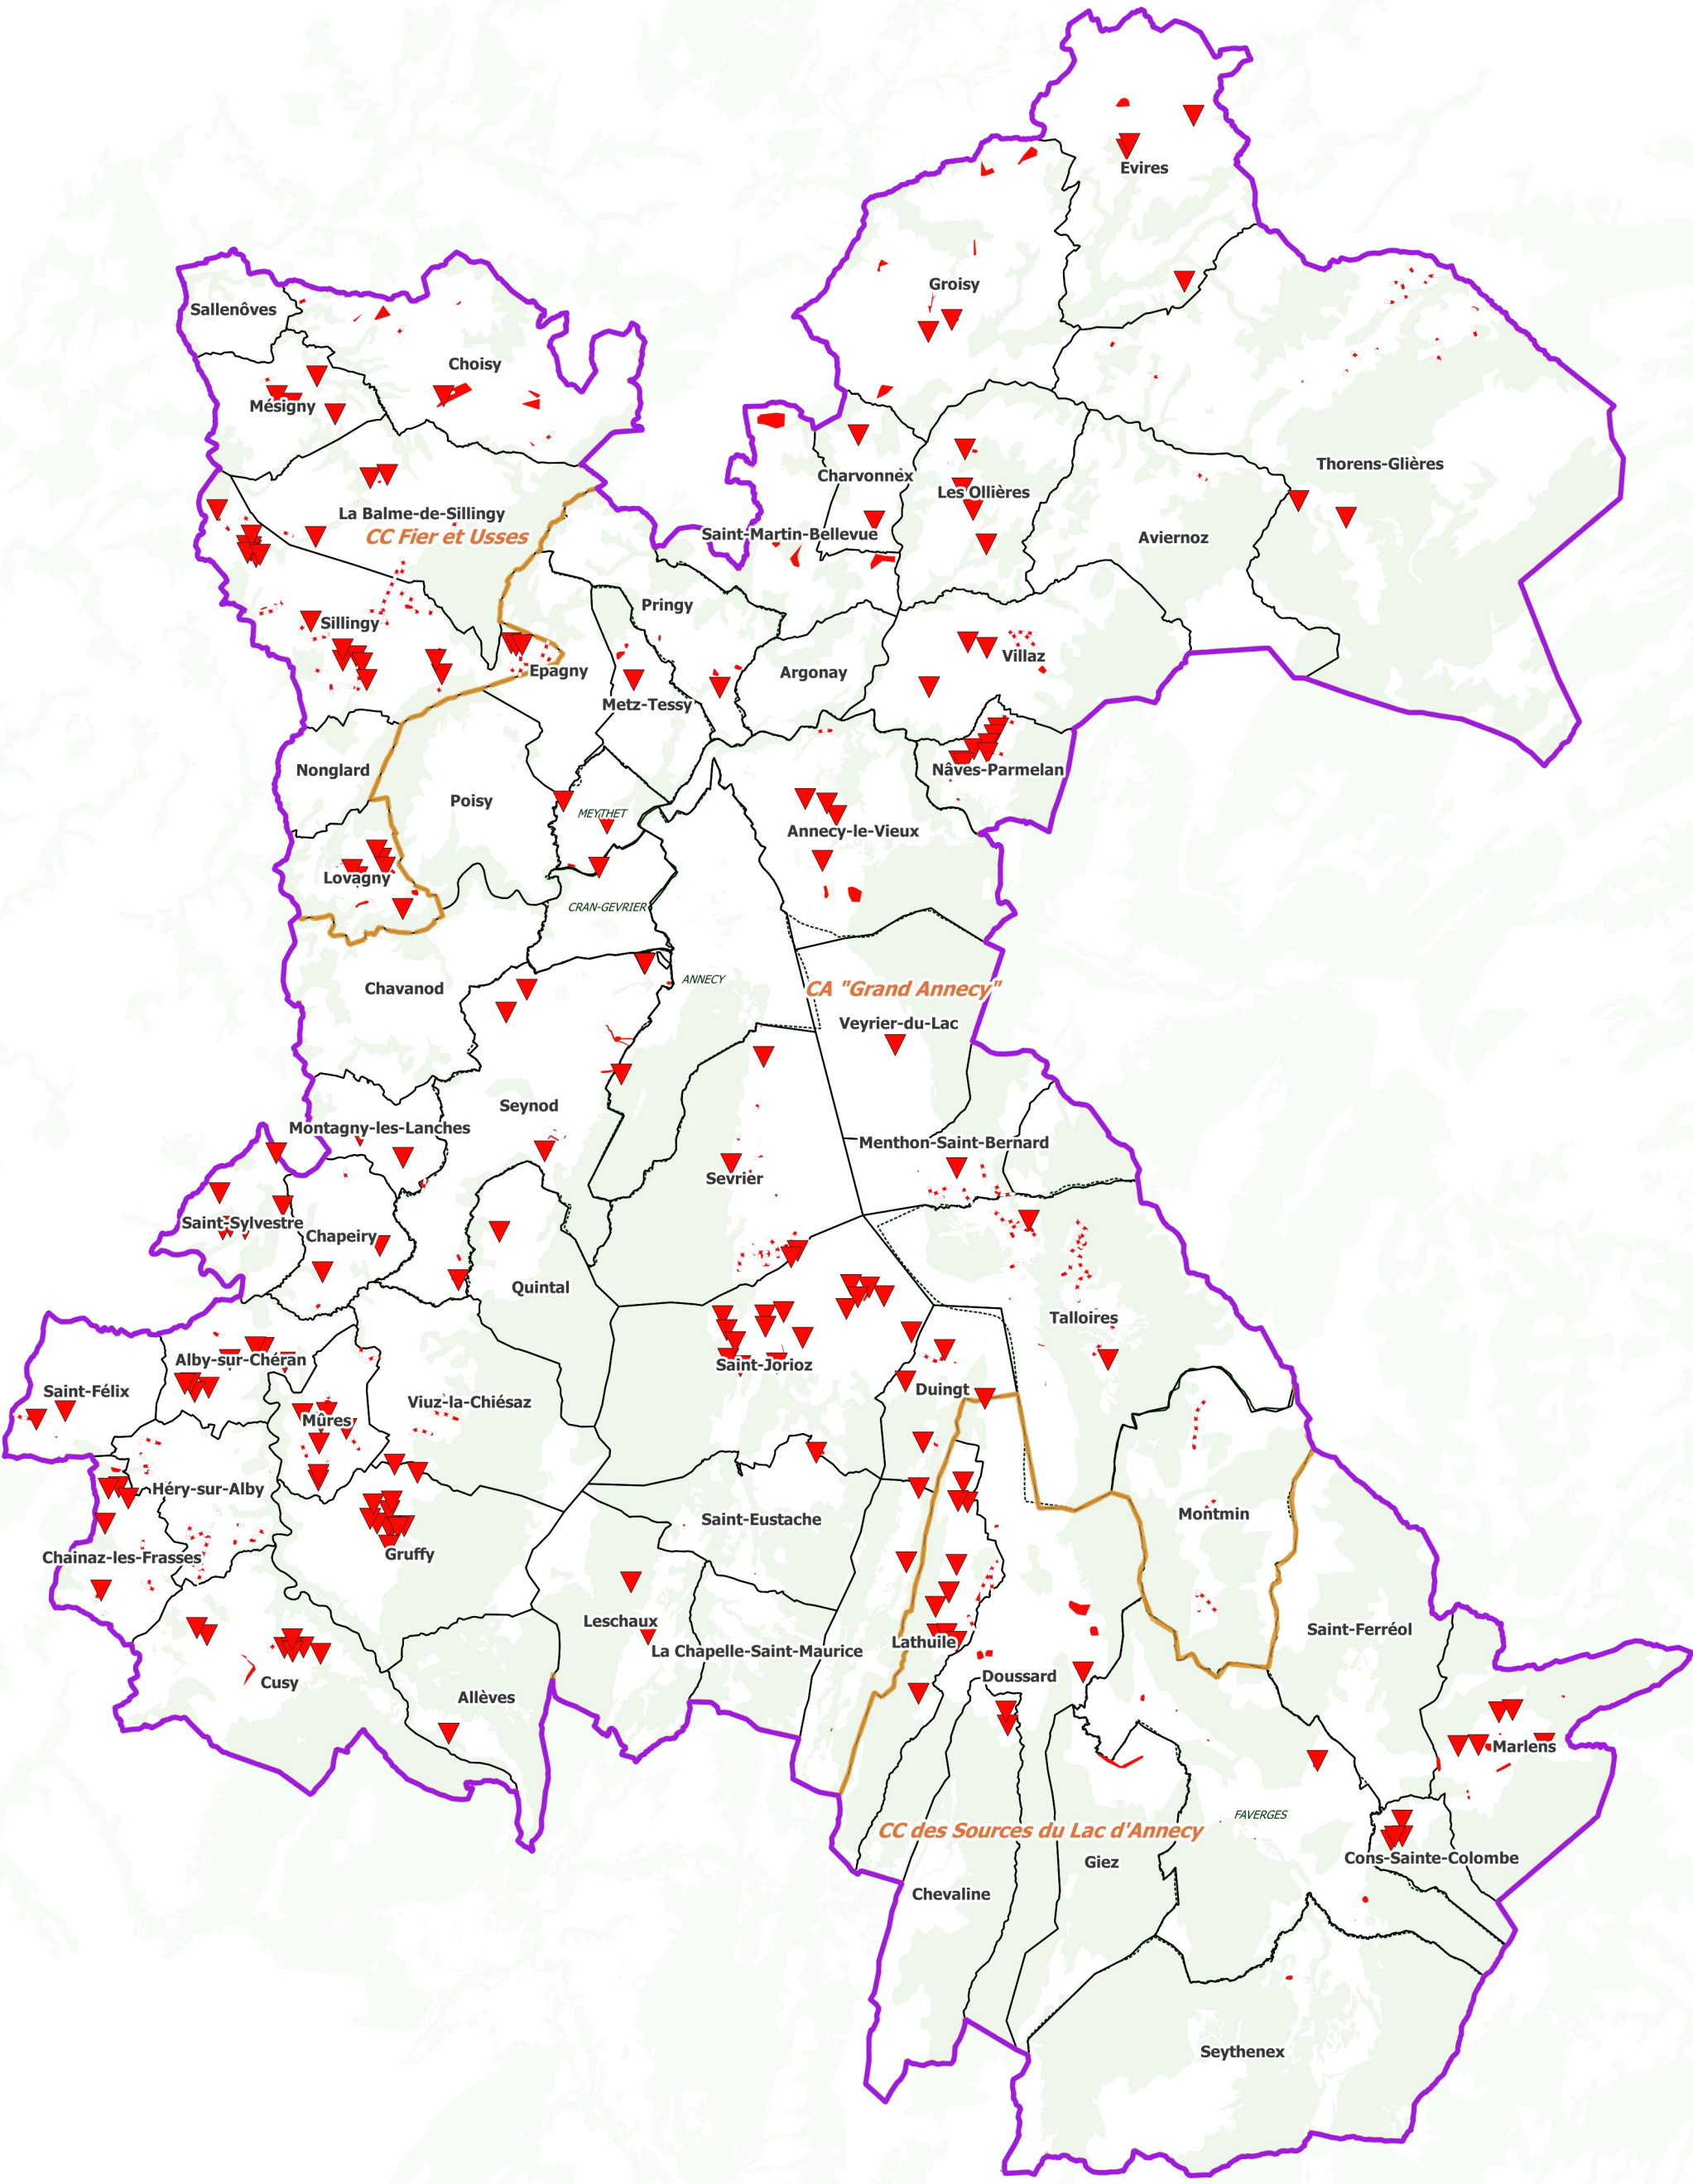 Evires
Groisy
Sallenôves
Choisy
Mésigny
Thorens-Glières
Charvonnex
Les Ollières
La Balme-de-Sillingy
CC Fier et Usses
Saint-Martin-Bellevue
Aviernoz
Pringy
Sillingy
Villaz
Epagny
Argonay
Metz-Tessy
Nonglard
Nâves-Parmelan
Poisy
MEYTHET
Annecy-le-Vieux
Lovagny
CRAN-GEVRIER
ANNECY
Chavanod
CA "Grand Annecy"
Veyrier-du-Lac
Seynod
Montagny-les-Lanches
Menthon-Saint-Bernard
Sevrier
Saint-Sylvestre
Chapeiry
Quintal
Talloires
Alby-sur-Chéran
Saint-Jorioz
Saint-Félix
Duingt
Viuz-la-Chiésaz
Mûres
Héry-sur-Alby
Montmin
Saint-Eustache
Gruffy
Chainaz-les-Frasses
Leschaux
Saint-Ferréol
Lathuile
La Chapelle-Saint-Maurice
Doussard
Cusy
Allèves
Marlens
FAVERGES
CC des Sources du Lac d'Annecy
Cons-Sainte-Colombe
Giez
Chevaline
Seythenex